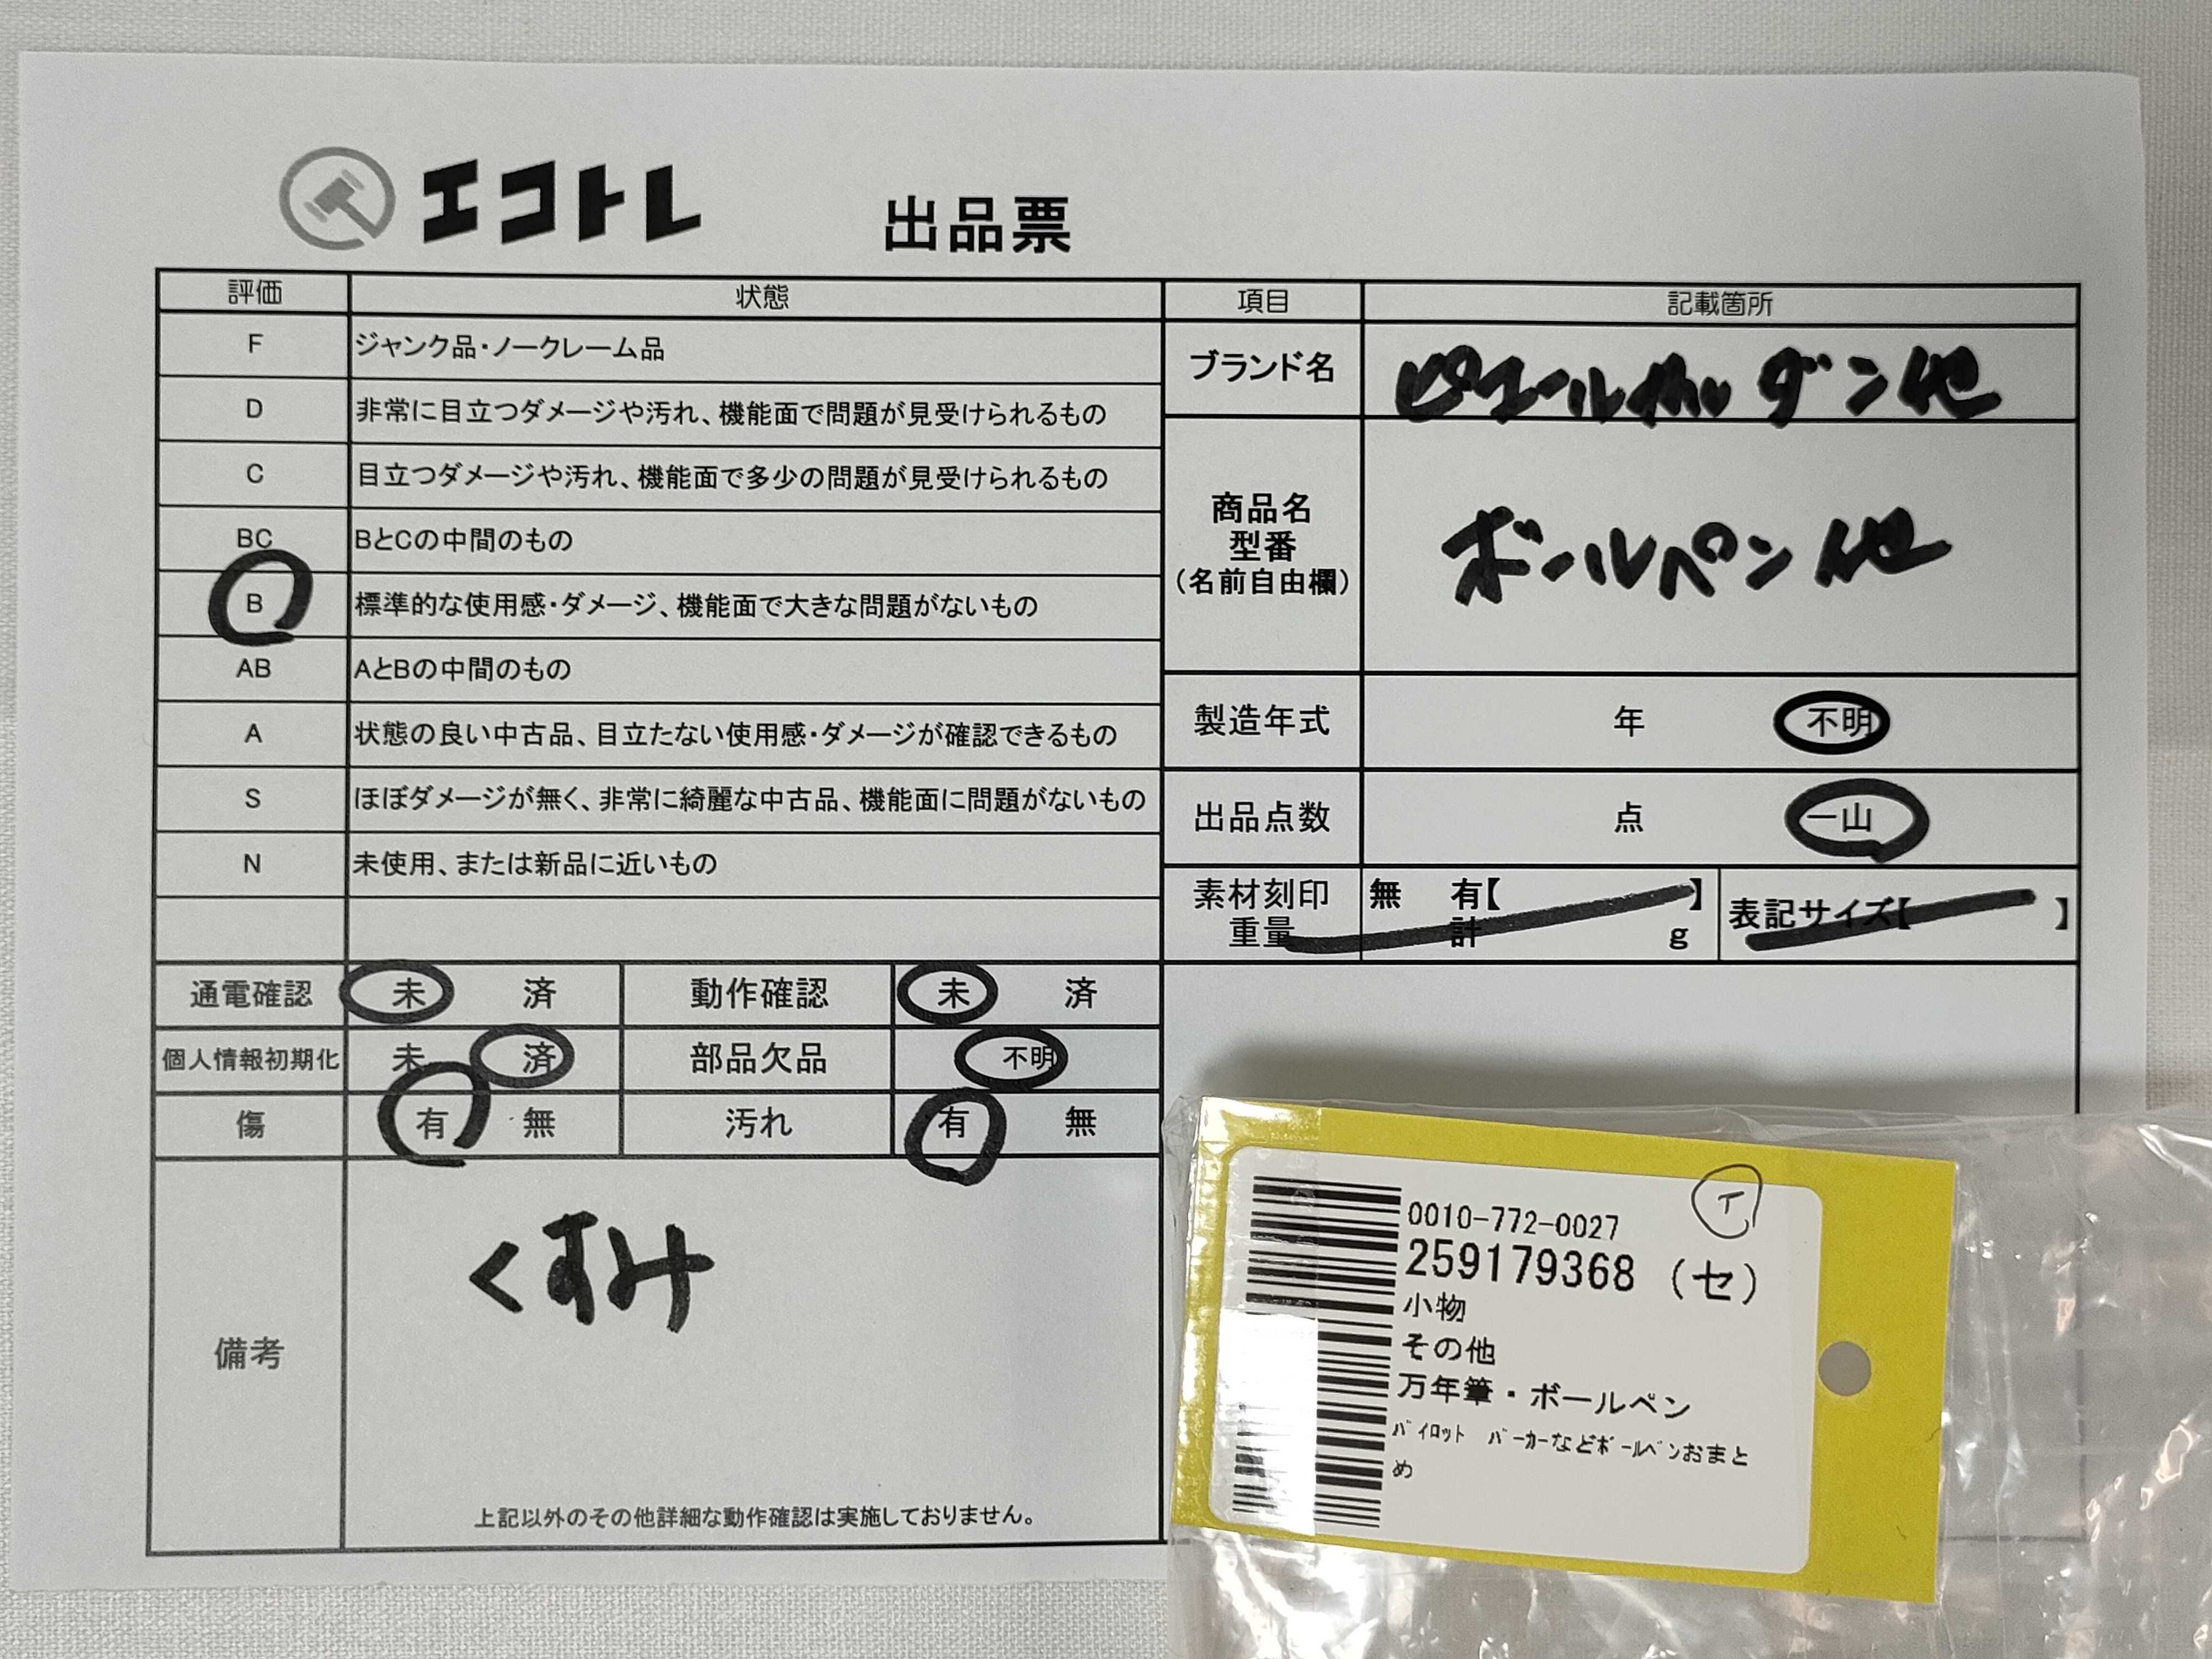 エコトレ 出品票
評価 状態
F ジャンク品・ノークレーム品
D 非常に目立つダメージや汚れ、機能面で問題が見受けられるもの
C 目立つダメージや汚れ、機能面で多少の問題が見受けられるもの
BC BとCの中間のもの
B 標準的な使用感・ダメージ、機能面で大きな問題がないもの
AB AとBの中間のもの
A 状態の良い中古品、目立たない使用感・ダメージが確認できるもの
S ほぼダメージが無く、非常に綺麗な中古品、機能面に問題がないもの
N 未使用、または新品に近いもの
通電確認 未 済 動作確認 未 済
個人情報初期化 未 済 部品欠品 不明
傷 有 無 汚れ 有 無
備考 くすみ
上記以外のその他詳細な動作確認は実施しておりません。
項目 記載箇所
ブランド名 ピエールカルダン他
商品名
型番
(名前自由欄)
ボールペン他
製造年式 年 不明
出品点数 点 一山
素材刻印 無 有【 】
重量 計 g
表記サイズ【 】
T
0010-772-0027
259179368 (セ)
小物
その他
万年筆・ボールペン
パイロット パーカーなどボールペンおまと
め